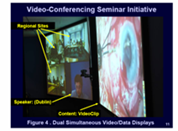 Video-Conferencing Seminar Initiative
Regional Sites
Speaker: (Dublin)
Content: VideoClip
Figure 4 . Dual Simultaneous Video/Data Displays